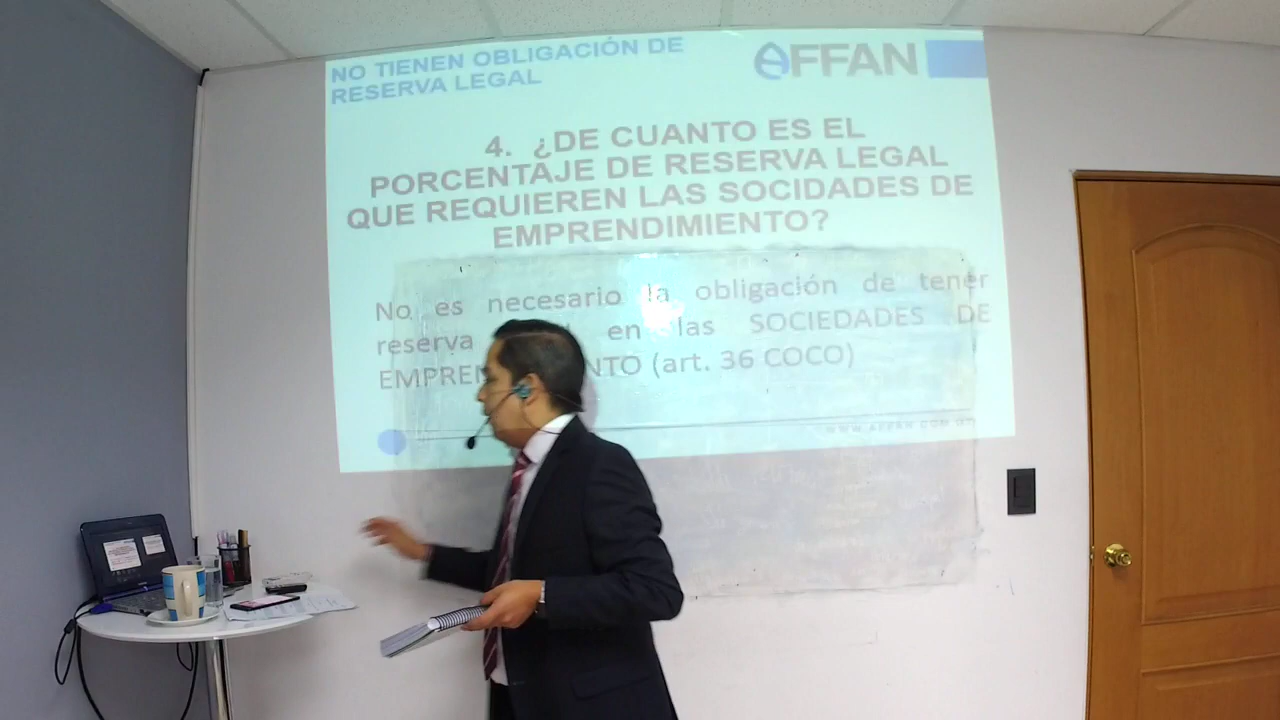 NO TIENEN OBLIGACIÓN DE
RESERVA LEGAL
AFFAN
4. ¿DE CUANTO ES EL
PORCENTAJE DE RESERVA LEGAL
QUE REQUIEREN LAS SOCIDADES DE
EMPRENDIMIENTO?
No es necesario la obligación de tener
reserva en las SOCIEDADES DE
EMPREN NTO (art. 36 COCO)